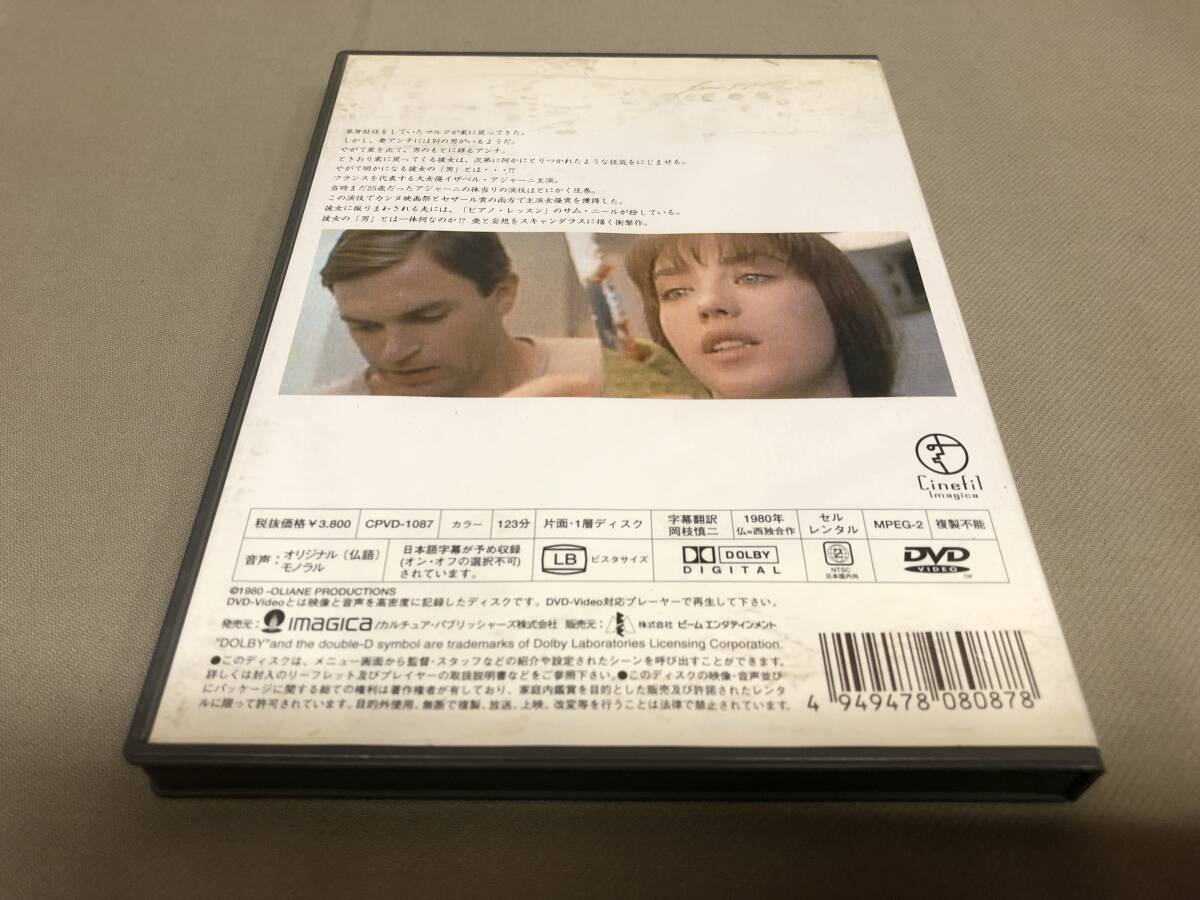 単身赴任をしていたマルクが家に戻ってきた。
しかし、妻アンナには別の男がいるようだ。
やがて家を出て、男のもとに移るアンナ。
ときおり家に戻ってくる彼女は、次第に何かにとりつかれたような狂気をにじませる。
やがて明かになる彼女の「男」とは・・・!?
フランスを代表する大女優イザベル・アジャーニ主演。
当時まだ25歳だったアジャーニの体当りの演技はとにかく圧巻。
この演技でカンヌ映画祭とセザール賞の両方で主演女優賞を獲得した。
彼女に振りまわされる夫には、「ピアノ・レッスン」のサム・ニールが扮している。
彼女の「男」とは一体何なのか!? 愛と妄想をスキャンダラスに描く衝撃作。
Cinefil
Imagica
税抜価格¥3.800 CPVD-1087 カラー 123分 片面・1層ディスク 字幕翻訳 岡枝慎二 1980年 仏=西独合作 セル レンタル MPEG-2 複製不能
音声: オリジナル(仏語) モノラル 日本語字幕が予め収録 (オン・オフの選択不可) されています。 LB ビスタサイズ DOLBY DIGITAL 2 NTSC 日本国内向 DVD VIDEO TM
©1980 -OLIANE PRODUCTIONS
DVD-Videoとは映像と音声を高密度に記録したディスクです。DVD-Video対応プレーヤーで再生して下さい。
発売元: IMAGICA/カルチュア・パブリッシャーズ株式会社 販売元: 株式会社 ビーム エンタテインメント
"DOLBY"and the double-D symbol are trademarks of Dolby Laboratories Licensing Corporation.
●このディスクは、メニュー画面から監督・スタッフなどの紹介や設定されたシーンを呼び出すことができます。
詳しくは封入のリーフレット及びプレイヤーの取扱説明書などをご参照下さい。●このディスクの映像・音声並び
にパッケージに関する総ての権利は著作権者が有しており、家庭内鑑賞を目的とした販売及び許諾されたレンタ
ルに限って許可されています。目的外使用、無断で複製、放送、上映、改変等を行うことは法律で禁止されています。
4 949478 080878